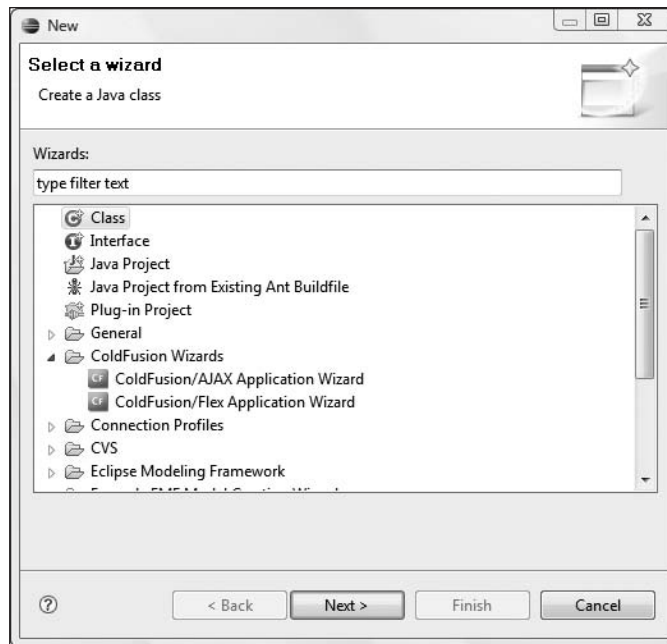 New
Select a wizard
Create a Java class
Wizards:
type filter text
Class
Interface
Java Project
Java Project from Existing Ant Buildfile
Plug-in Project
General
ColdFusion Wizards
CF ColdFusion/AJAX Application Wizard
CF ColdFusion/Flex Application Wizard
Connection Profiles
CVS
Eclipse Modeling Framework
? < Back Next > Finish Cancel